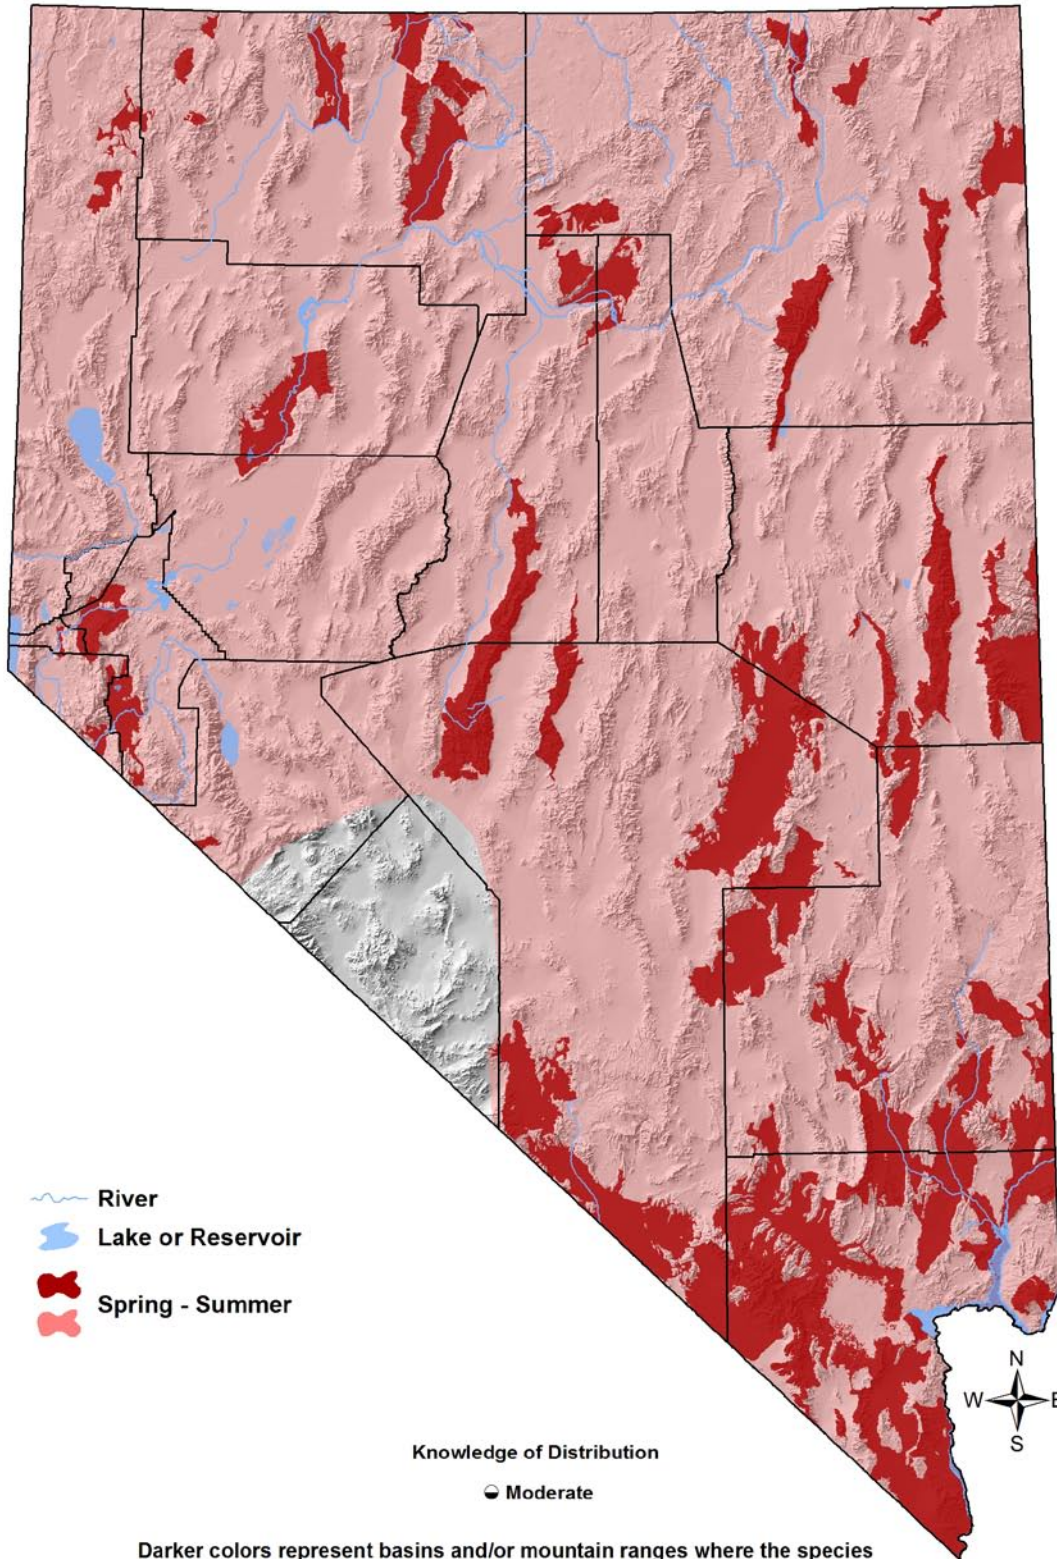 River
Lake or Reservoir
Spring - Summer
N
W E
S
Knowledge of Distribution
Moderate
Darker colors represent basins and/or mountain ranges where the species